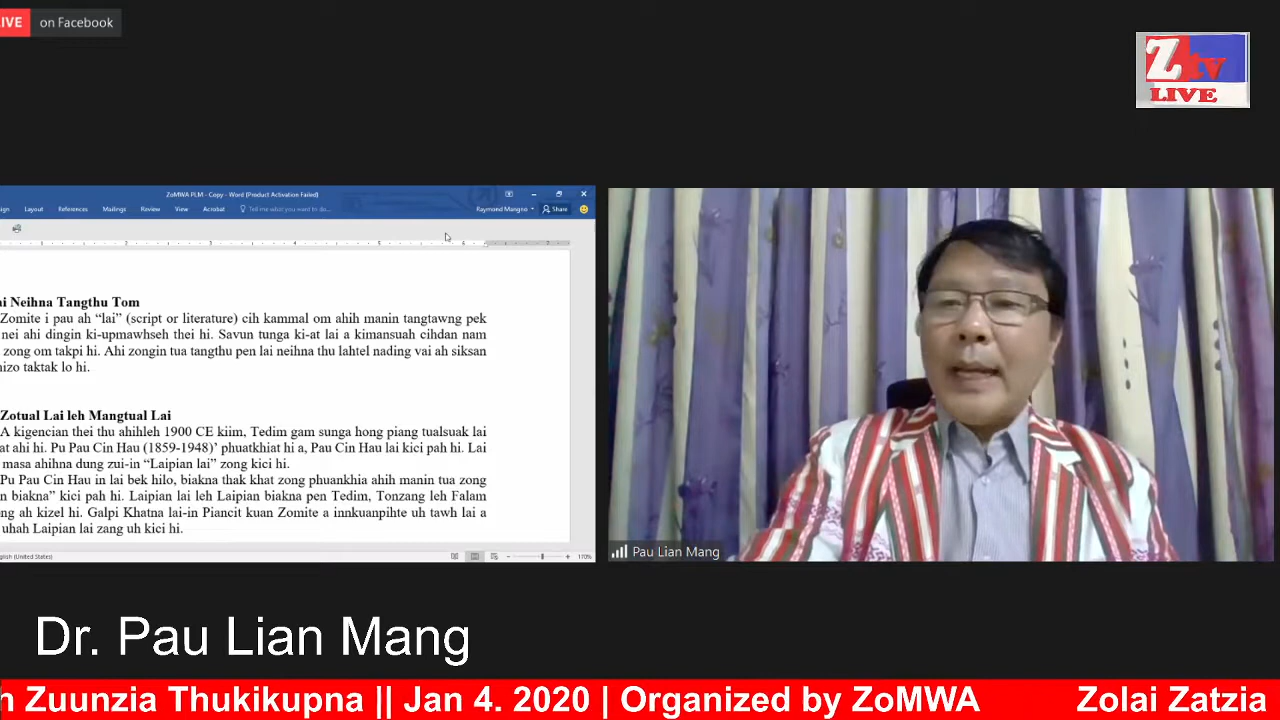 LIVE
on Facebook
Z tv
LIVE
ZoMWA PLM - Copy - Word (Product Activation Failed)
Layout References Mailings Review View Acrobat Tell me what you want to do... Raymond Mangno Share
Neihna Tangthu Tom
Zomite i pau ah “lai” (script or literature) cih kammal om ahih manin tangtawng pek
nei ahi dingin ki-upmawhseh thei hi. Savun tunga ki-at lai a kimansuah cihdan nam
zong om takpi hi. Ahi zongin tua tangthu pen lai neihna thu lahtel nading vai ah siksan
nizo taktak lo hi.
Zotual Lai leh Mangtual Lai
A kigencian thei thu ahihleh 1900 CE kiim, Tedim gam sunga hong piang tualsuak lai
at ahi hi. Pu Pau Cin Hau (1859-1948)’ phuatkhiat hi a, Pau Cin Hau lai kici pah hi. Lai
masa ahihna dung zui-in “Laipian lai” zong kici hi.
Pu Pau Cin Hau in lai bek hilo, biakna thak khat zong phuankhia ahih manin tua zong
n biakna” kici pah hi. Laipian lai leh Laipian biakna pen Tedim, Tonzang leh Falam
ng ah kizel hi. Galpi Khatna lai-in Piancit kuan Zomite a innkuanpihte uh tawh lai a
uhah Laipian lai zang uh kici hi.
English (United States) 170%
Pau Lian Mang
Dr. Pau Lian Mang
h Zuunzia Thukikupna || Jan 4. 2020 | Organized by ZoMWA Zolai Zatzia